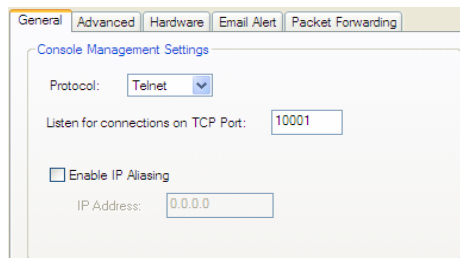 General Advanced Hardware Email Alert Packet Forwarding
Console Management Settings
Protocol: Telnet
Listen for connections on TCP Port: 10001
Enable IP Aliasing
IP Address: 0.0.0.0